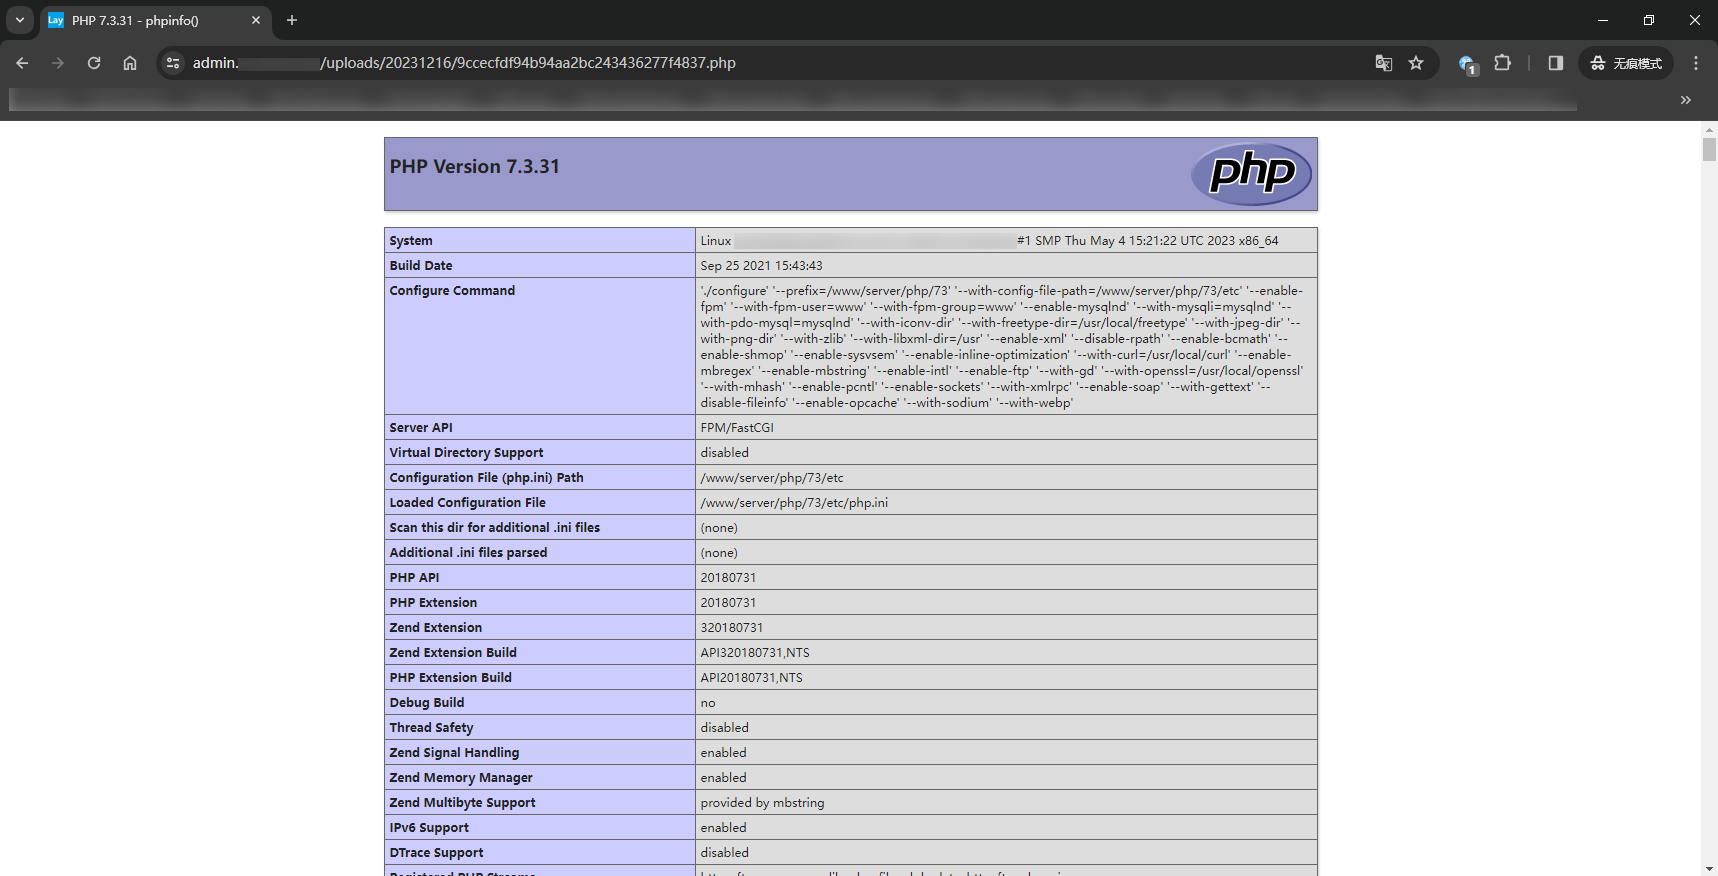 Lay PHP 7.3.31 - phpinfo()
admin. /uploads/20231216/9ccecfdf94b94aa2bc243436277f4837.php
1
无痕模式
PHP Version 7.3.31
php
System Linux #1 SMP Thu May 4 15:21:22 UTC 2023 x86_64
Build Date Sep 25 2021 15:43:43
Configure Command './configure' '--prefix=/www/server/php/73' '--with-config-file-path=/www/server/php/73/etc' '--enable-
fpm' '--with-fpm-user=www' '--with-fpm-group=www' '--enable-mysqlnd' '--with-mysqli=mysqlnd' '--
with-pdo-mysql=mysqlnd' '--with-iconv-dir' '--with-freetype-dir=/usr/local/freetype' '--with-jpeg-dir' '--
with-png-dir' '--with-zlib' '--with-libxml-dir=/usr' '--enable-xml' '--disable-rpath' '--enable-bcmath' '--
enable-shmop' '--enable-sysvsem' '--enable-inline-optimization' '--with-curl=/usr/local/curl' '--enable-
mbregex' '--enable-mbstring' '--enable-intl' '--enable-ftp' '--with-gd' '--with-openssl=/usr/local/openssl'
'--with-mhash' '--enable-pcntl' '--enable-sockets' '--with-xmlrpc' '--enable-soap' '--with-gettext' '--
disable-fileinfo' '--enable-opcache' '--with-sodium' '--with-webp'
Server API FPM/FastCGI
Virtual Directory Support disabled
Configuration File (php.ini) Path /www/server/php/73/etc
Loaded Configuration File /www/server/php/73/etc/php.ini
Scan this dir for additional .ini files (none)
Additional .ini files parsed (none)
PHP API 20180731
PHP Extension 20180731
Zend Extension 320180731
Zend Extension Build API320180731,NTS
PHP Extension Build API20180731,NTS
Debug Build no
Thread Safety disabled
Zend Signal Handling enabled
Zend Memory Manager enabled
Zend Multibyte Support provided by mbstring
IPv6 Support enabled
DTrace Support disabled
Registered PHP Streams